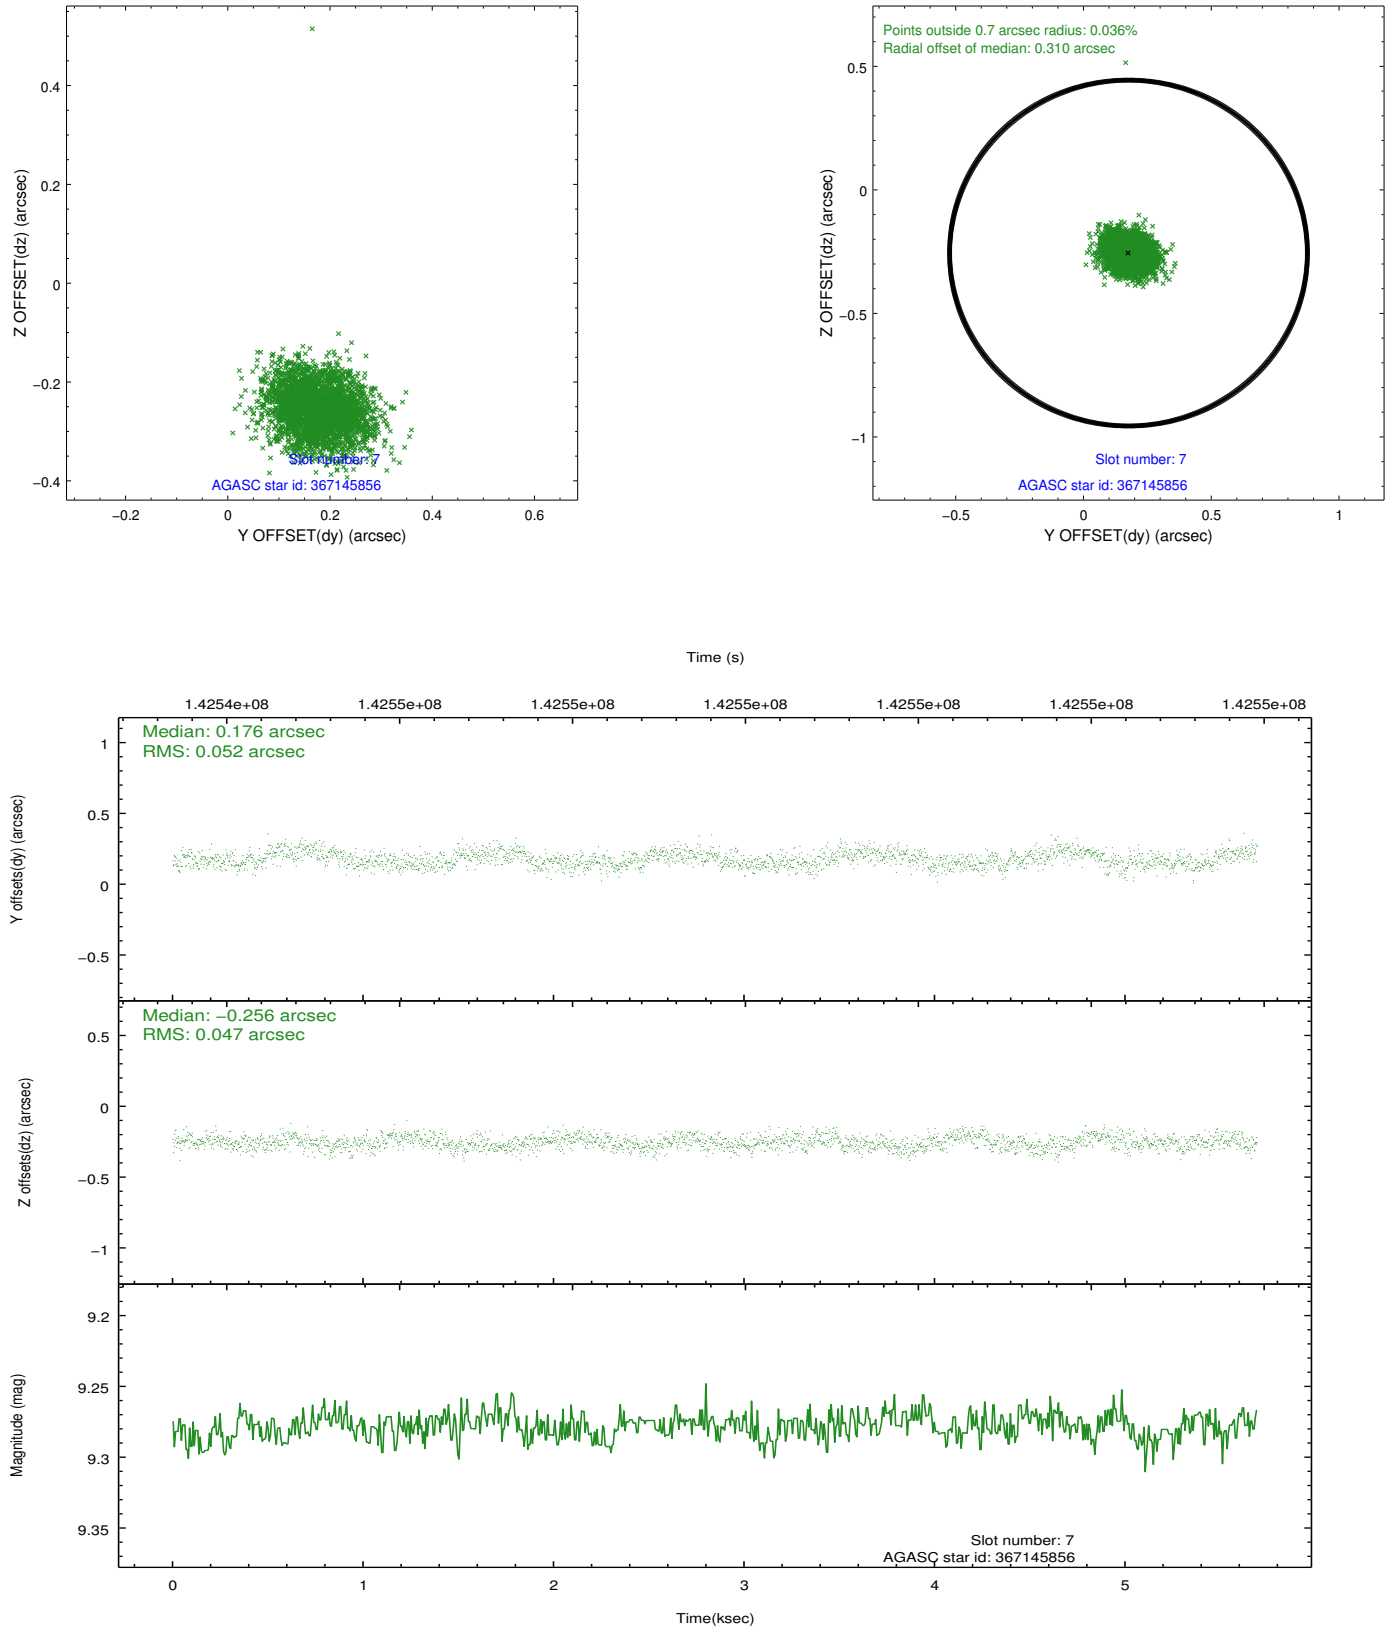 0.4
0.2
0
−0.2
−0.4
Z OFFSET(dz) (arcsec)
Slot number: 7
AGASC star id: 367145856
−0.2 0 0.2 0.4 0.6
Y OFFSET(dy) (arcsec)
Points outside 0.7 arcsec radius: 0.036%
Radial offset of median: 0.310 arcsec
0.5
0
−0.5
−1
Z OFFSET(dz) (arcsec)
Slot number: 7
AGASC star id: 367145856
−0.5 0 0.5 1
Y OFFSET(dy) (arcsec)
Time (s)
1.4254e+08 1.4255e+08 1.4255e+08 1.4255e+08 1.4255e+08 1.4255e+08 1.4255e+08
Median: 0.176 arcsec
RMS: 0.052 arcsec
1
0.5
0
−0.5
Y offsets(dy) (arcsec)
Median: −0.256 arcsec
RMS: 0.047 arcsec
0.5
0
−0.5
−1
Z offsets(dz) (arcsec)
9.2
9.25
9.3
9.35
Magnitude (mag)
Slot number: 7
AGASC star id: 367145856
0 1 2 3 4 5
Time(ksec)